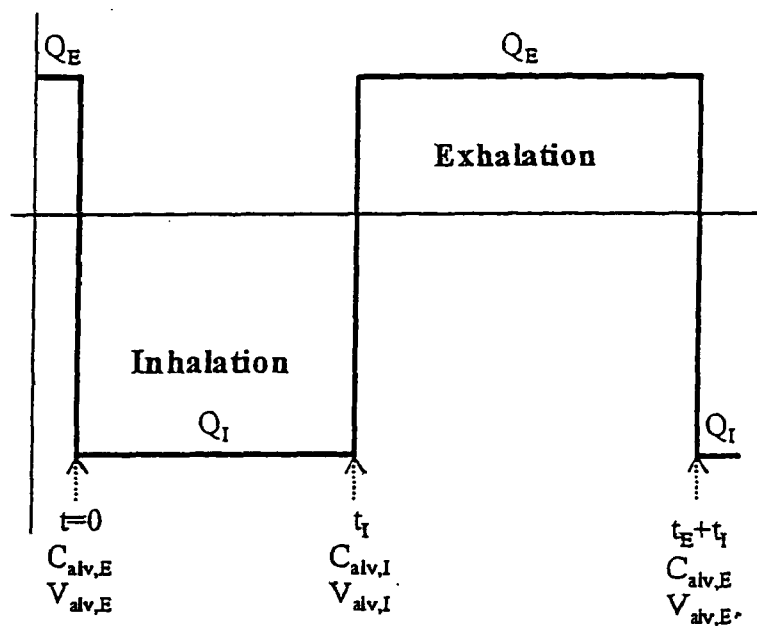 Q_E
Q_E
Exhalation
Inhalation
Q_I
Q_I
t=0
C_alv,E
V_alv,E
t_I
C_alv,I
V_alv,I
t_E+t_I
C_alv,E
V_alv,E.